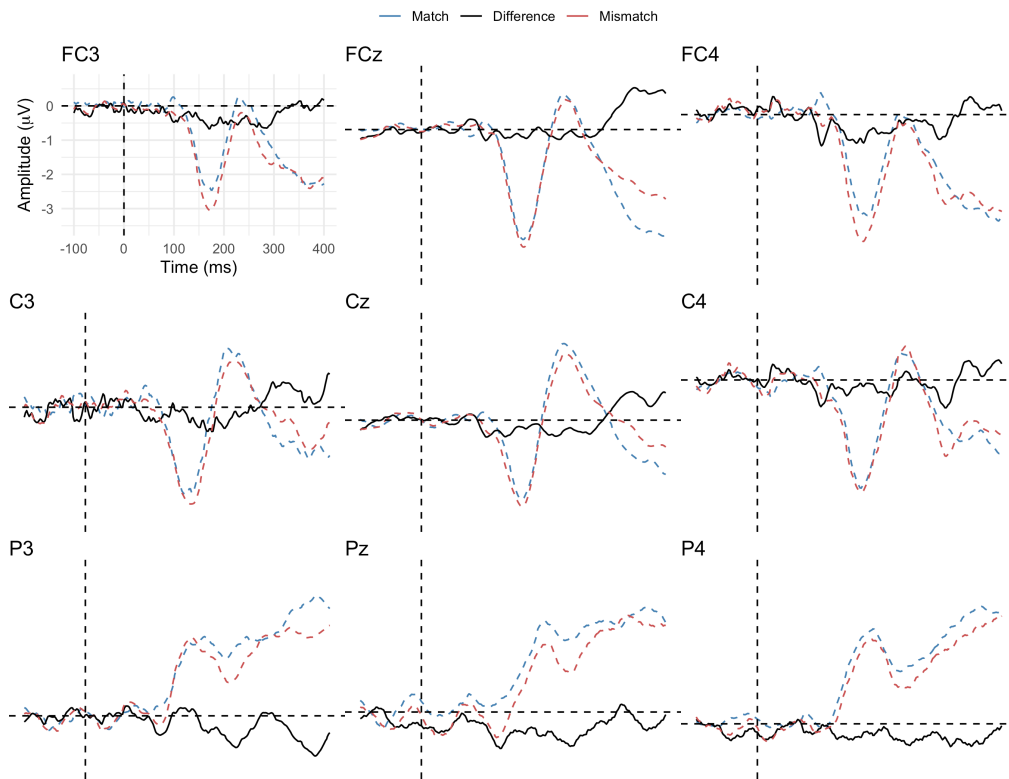 Match Difference Mismatch
FC3
FCz
FC4
Amplitude (μV)
0
-1
-2
-3
-100 0 100 200 300 400
Time (ms)
C3
Cz
C4
P3
Pz
P4